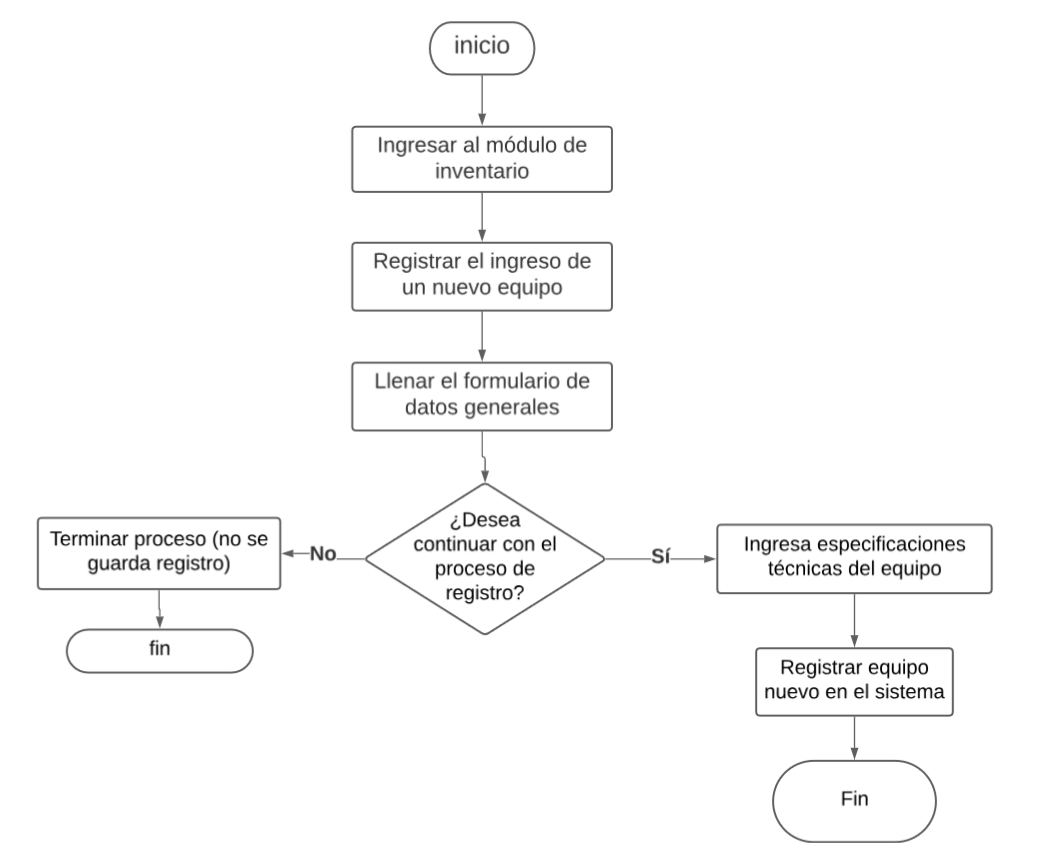 inicio
Ingresar al módulo de
inventario
Registrar el ingreso de
un nuevo equipo
Llenar el formulario de
datos generales
¿Desea
continuar con el
proceso de
registro?
No
Terminar proceso (no se
guarda registro)
fin
Sí
Ingresa especificaciones
técnicas del equipo
Registrar equipo
nuevo en el sistema
Fin